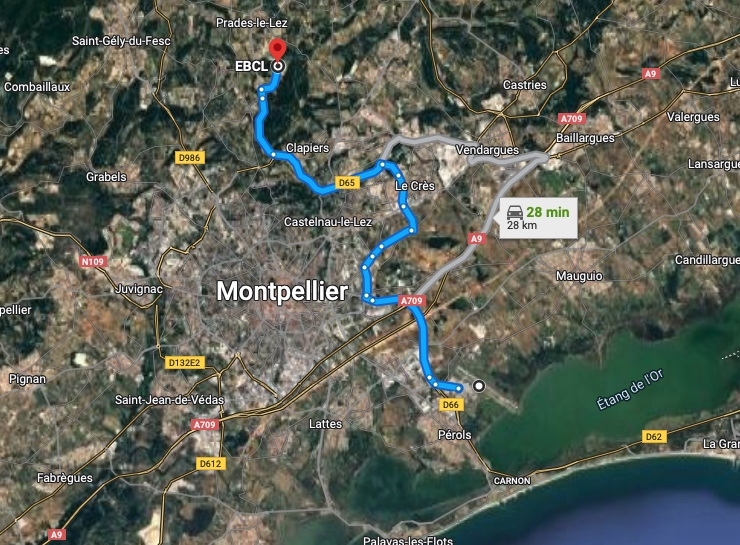 Prades-le-Lez
Saint-Gély-du-Fesc
es
EBCL
A9
Combaillaux
Castries
Lu
A709
Valergues
Baillargues
Clapiers
Vendargues
D986
Lansargue
Grabels
D65
Le Crès
28 min
28 km
Castelnau-le-Lez
A9
N109
Candillargue
Mauguio
Juvignac
Montpellier
A709
pellier
D132E2
Pignan
Étang de l'Or
Saint-Jean-de-Védas
D66
A709
Lattes
Pérols
D62
La Gran
D612
Fabrègues
CARNON
A9
Palavas-les-Flots